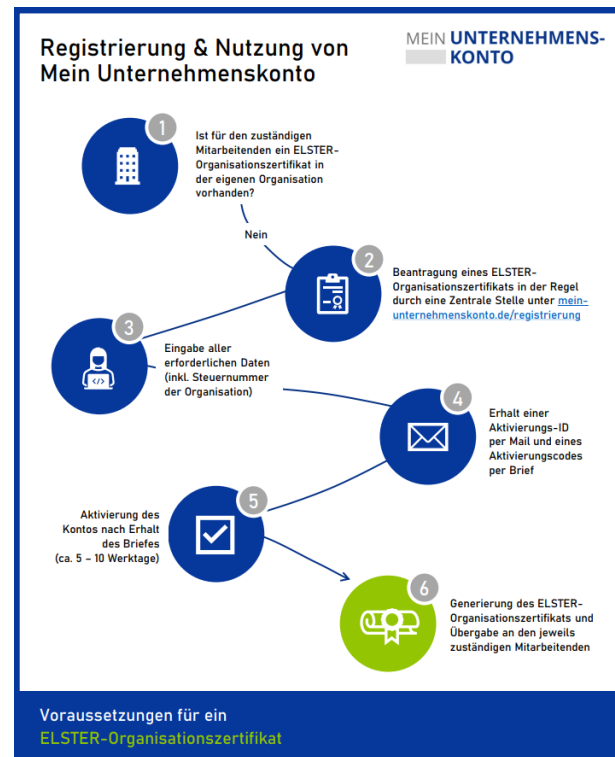 Registrierung & Nutzung von
Mein Unternehmenskonto
MEIN UNTERNEHMENS-
KONTO
1
Ist für den zuständigen
Mitarbeitenden ein ELSTER-
Organisationszertifikat in
der eigenen Organisation
vorhanden?
Nein
2
Beantragung eines ELSTER-
Organisationszertifikats in der Regel
durch eine Zentrale Stelle unter mein-
unternehmenskonto.de/registrierung
3
Eingabe aller
erforderlichen Daten
(inkl. Steuernummer
der Organisation)
4
Erhalt einer
Aktivierungs-ID
per Mail und eines
Aktivierungscodes
per Brief
5
Aktivierung des
Kontos nach Erhalt
des Briefes
(ca. 5 – 10 Werktage)
6
Generierung des ELSTER-
Organisationszertifikats und
Übergabe an den jeweils
zuständigen Mitarbeitenden
Voraussetzungen für ein
ELSTER-Organisationszertifikat